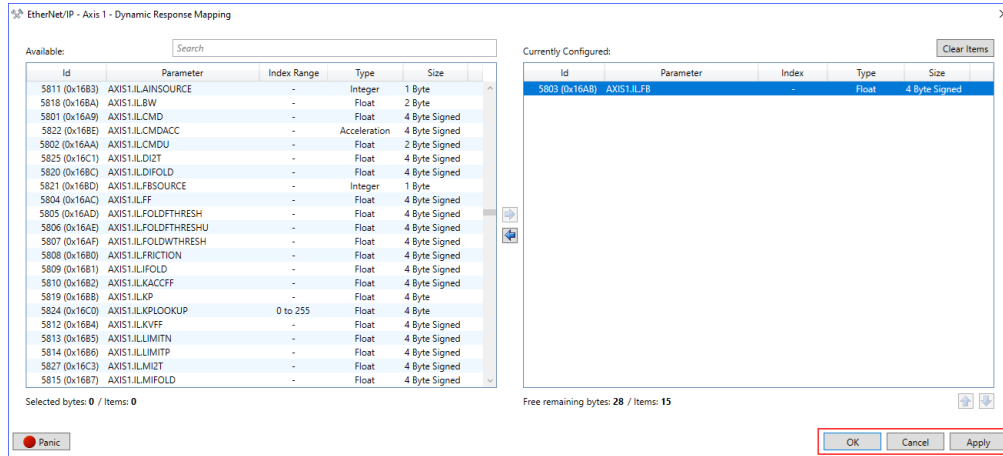 EtherNet/IP - Axis 1 - Dynamic Response Mapping
Available: Search Currently Configured: Clear Items
Id Parameter Index Range Type Size Id Parameter Index Type Size
5811 (0x16B3) AXIS1.IL.AINSOURCE - Integer 1 Byte 5803 (0x16AB) AXIS1.IL.FB - Float 4 Byte Signed
5818 (0x16BA) AXIS1.IL.BW - Float 2 Byte
5801 (0x16A9) AXIS1.IL.CMD - Float 4 Byte Signed
5822 (0x16BE) AXIS1.IL.CMDACC - Acceleration 4 Byte Signed
5802 (0x16AA) AXIS1.IL.CMDU - Float 2 Byte Signed
5825 (0x16C1) AXIS1.IL.DI2T - Float 4 Byte Signed
5820 (0x16BC) AXIS1.IL.DIFOLD - Float 4 Byte Signed
5821 (0x16BD) AXIS1.IL.FBSOURCE - Integer 1 Byte
5804 (0x16AC) AXIS1.IL.FF - Float 4 Byte Signed
5805 (0x16AD) AXIS1.IL.FOLDFTHRESH - Float 4 Byte Signed
5806 (0x16AE) AXIS1.IL.FOLDFTHRESHU - Float 4 Byte Signed
5807 (0x16AF) AXIS1.IL.FOLDWTHRESH - Float 4 Byte Signed
5808 (0x16B0) AXIS1.IL.FRICTION - Float 4 Byte Signed
5809 (0x16B1) AXIS1.IL.IFOLD - Float 4 Byte Signed
5810 (0x16B2) AXIS1.IL.KACCFF - Float 4 Byte Signed
5819 (0x16BB) AXIS1.IL.KP - Float 4 Byte
5824 (0x16C0) AXIS1.IL.KPLOOKUP 0 to 255 Float 4 Byte
5812 (0x16B4) AXIS1.IL.KVFF - Float 4 Byte Signed
5813 (0x16B5) AXIS1.IL.LIMITN - Float 4 Byte Signed
5814 (0x16B6) AXIS1.IL.LIMITP - Float 4 Byte Signed
5827 (0x16C3) AXIS1.IL.MI2T - Float 4 Byte Signed
5815 (0x16B7) AXIS1.IL.MIFOLD - Float 4 Byte Signed
Selected bytes: 0 / Items: 0 Free remaining bytes: 28 / Items: 15
Panic OK Cancel Apply